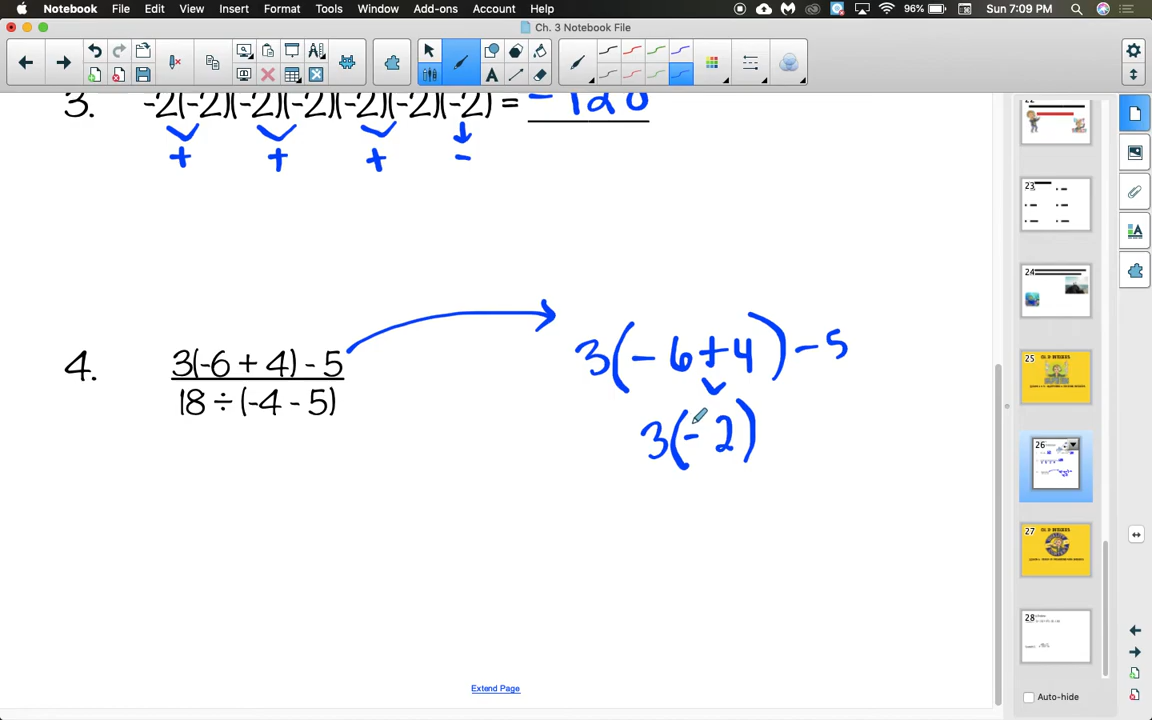 Notebook File Edit View Insert Format Tools Window Add-ons Account Help 96% Sun 7:09 PM
Ch. 3 Notebook File
3. -2(-2)(-2)(-2)(-2)(-2)(-2) = -128
+ + + -
4. 3(-6 + 4) - 5
18 ÷ (-4 - 5)
3(-6+4)-5
3(-2)
Extend Page
22
23
24
25
26
27
28
Auto-hide